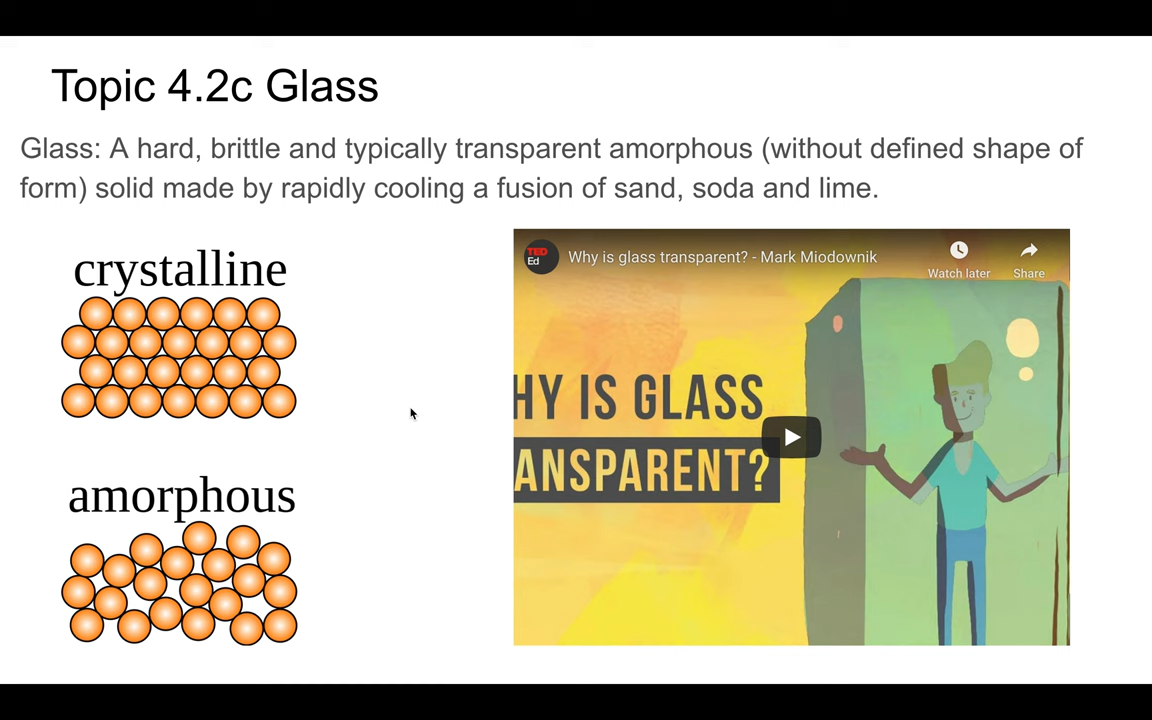 Topic 4.2c Glass
Glass: A hard, brittle and typically transparent amorphous (without defined shape of
form) solid made by rapidly cooling a fusion of sand, soda and lime.
crystalline
amorphous
TED
Ed
Why is glass transparent? - Mark Miodownik
Watch later
Share
HY IS GLASS
ANSPARENT?